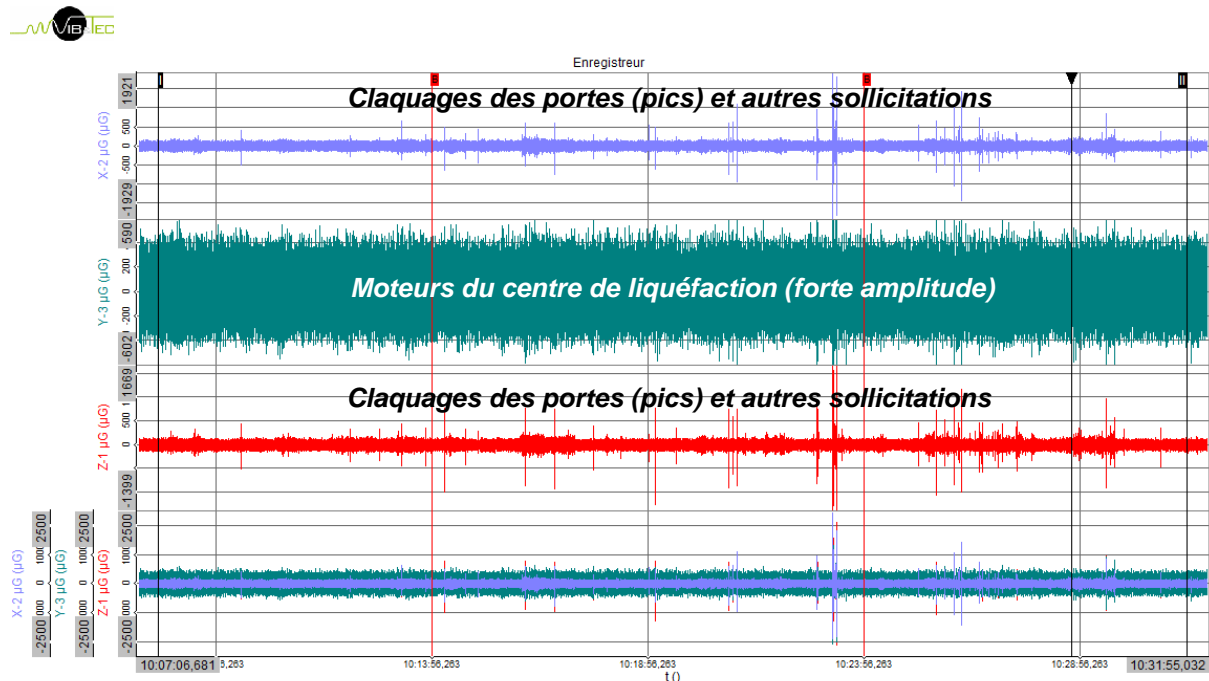 VIB TEC
Enregistreur
Claquages des portes (pics) et autres sollicitations
1921
500
0
-500
-1929
X-2 µG (µG)
Moteurs du centre de liquéfaction (forte amplitude)
590
200
0
-200
-602
Y-3 µG (µG)
Claquages des portes (pics) et autres sollicitations
1669
500
0
-1399
Z-1 µG (µG)
2500
0
-2500
X-2 µG (µG)
2500
0
-2500
Y-3 µG (µG)
2500
0
-2500
Z-1 µG (µG)
10:07:06,681 10:13:56,263 10:18:56,263 10:23:56,263 10:28:56,263 10:31:55,032
t ()